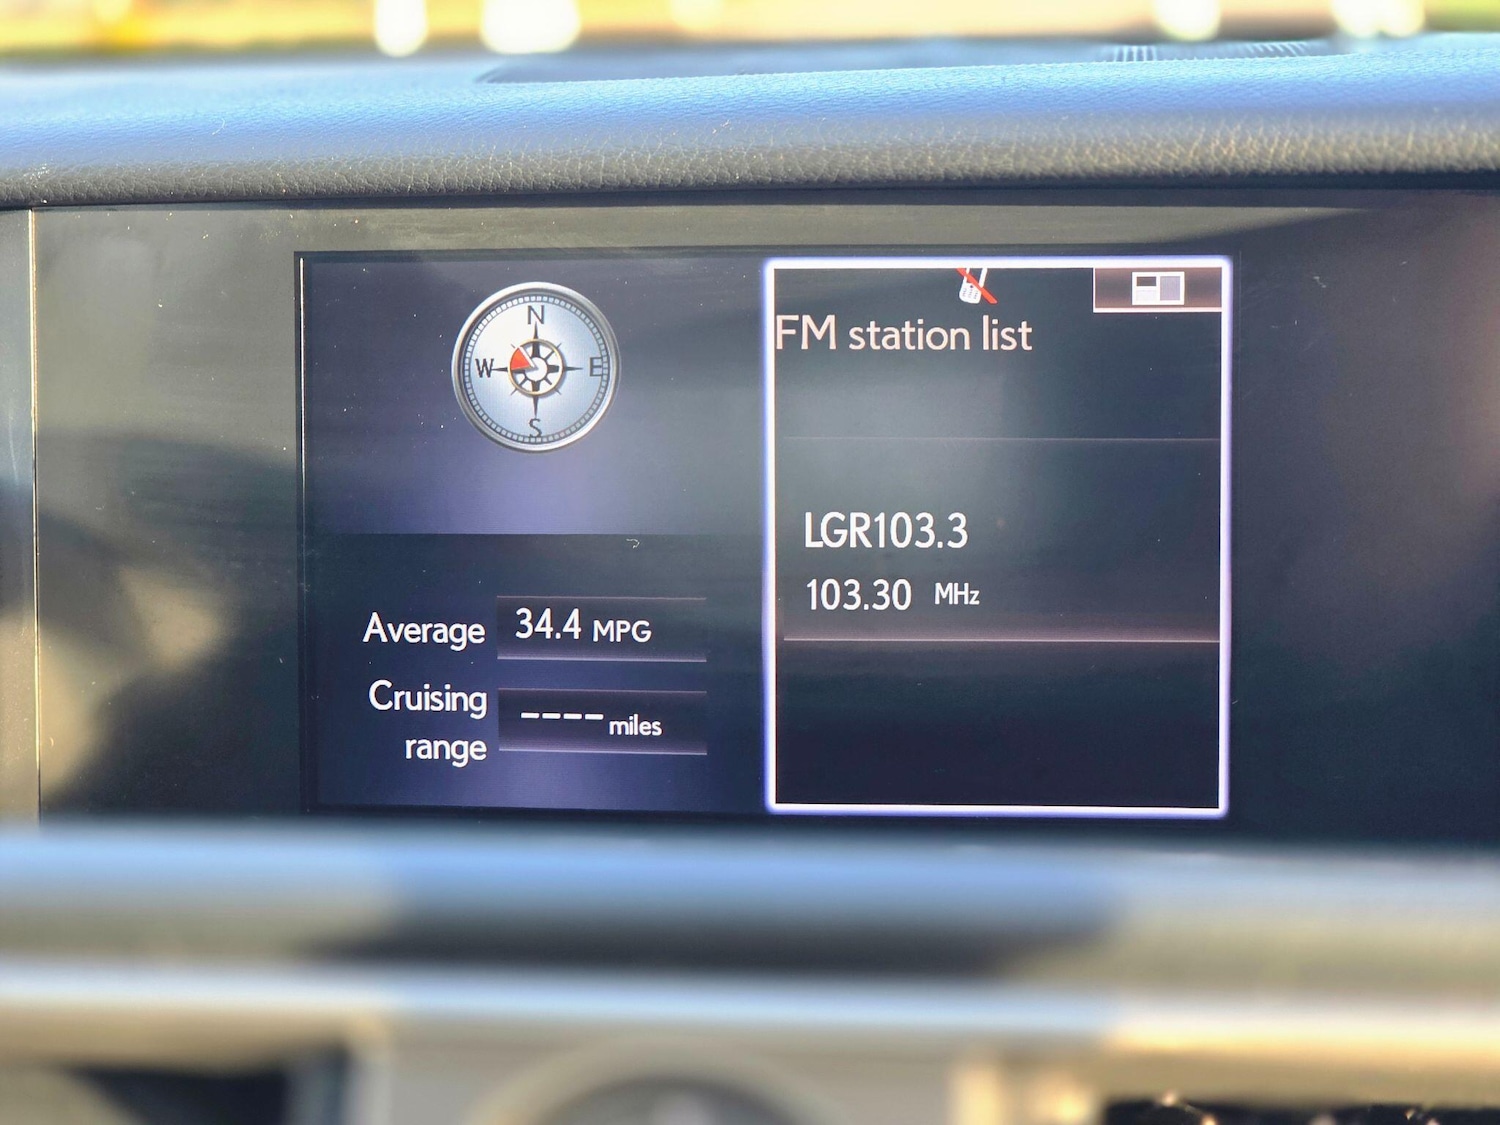 N
W E
S
Average 34.4 MPG
Cruising
range ---- miles
FM station list
LGR103.3
103.30 MHz